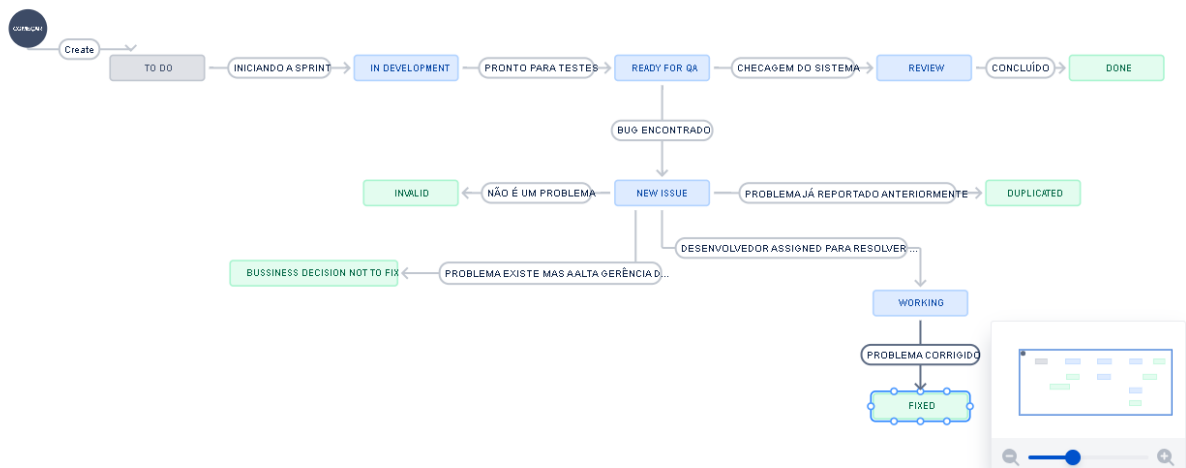 COMEÇAR
Create
TO DO
INICIANDO A SPRINT
IN DEVELOPMENT
PRONTO PARA TESTES
READY FOR QA
CHECAGEM DO SISTEMA
REVIEW
CONCLUÍDO
DONE
BUG ENCONTRADO
INVALID
NÃO É UM PROBLEMA
NEW ISSUE
PROBLEMA JÁ REPORTADO ANTERIORMENTE
DUPLICATED
DESENVOLVEDOR ASSIGNED PARA RESOLVER ...
BUSSINESS DECISION NOT TO FIX
PROBLEMA EXISTE MAS A ALTA GERÊNCIA D...
WORKING
PROBLEMA CORRIGIDO
FIXED